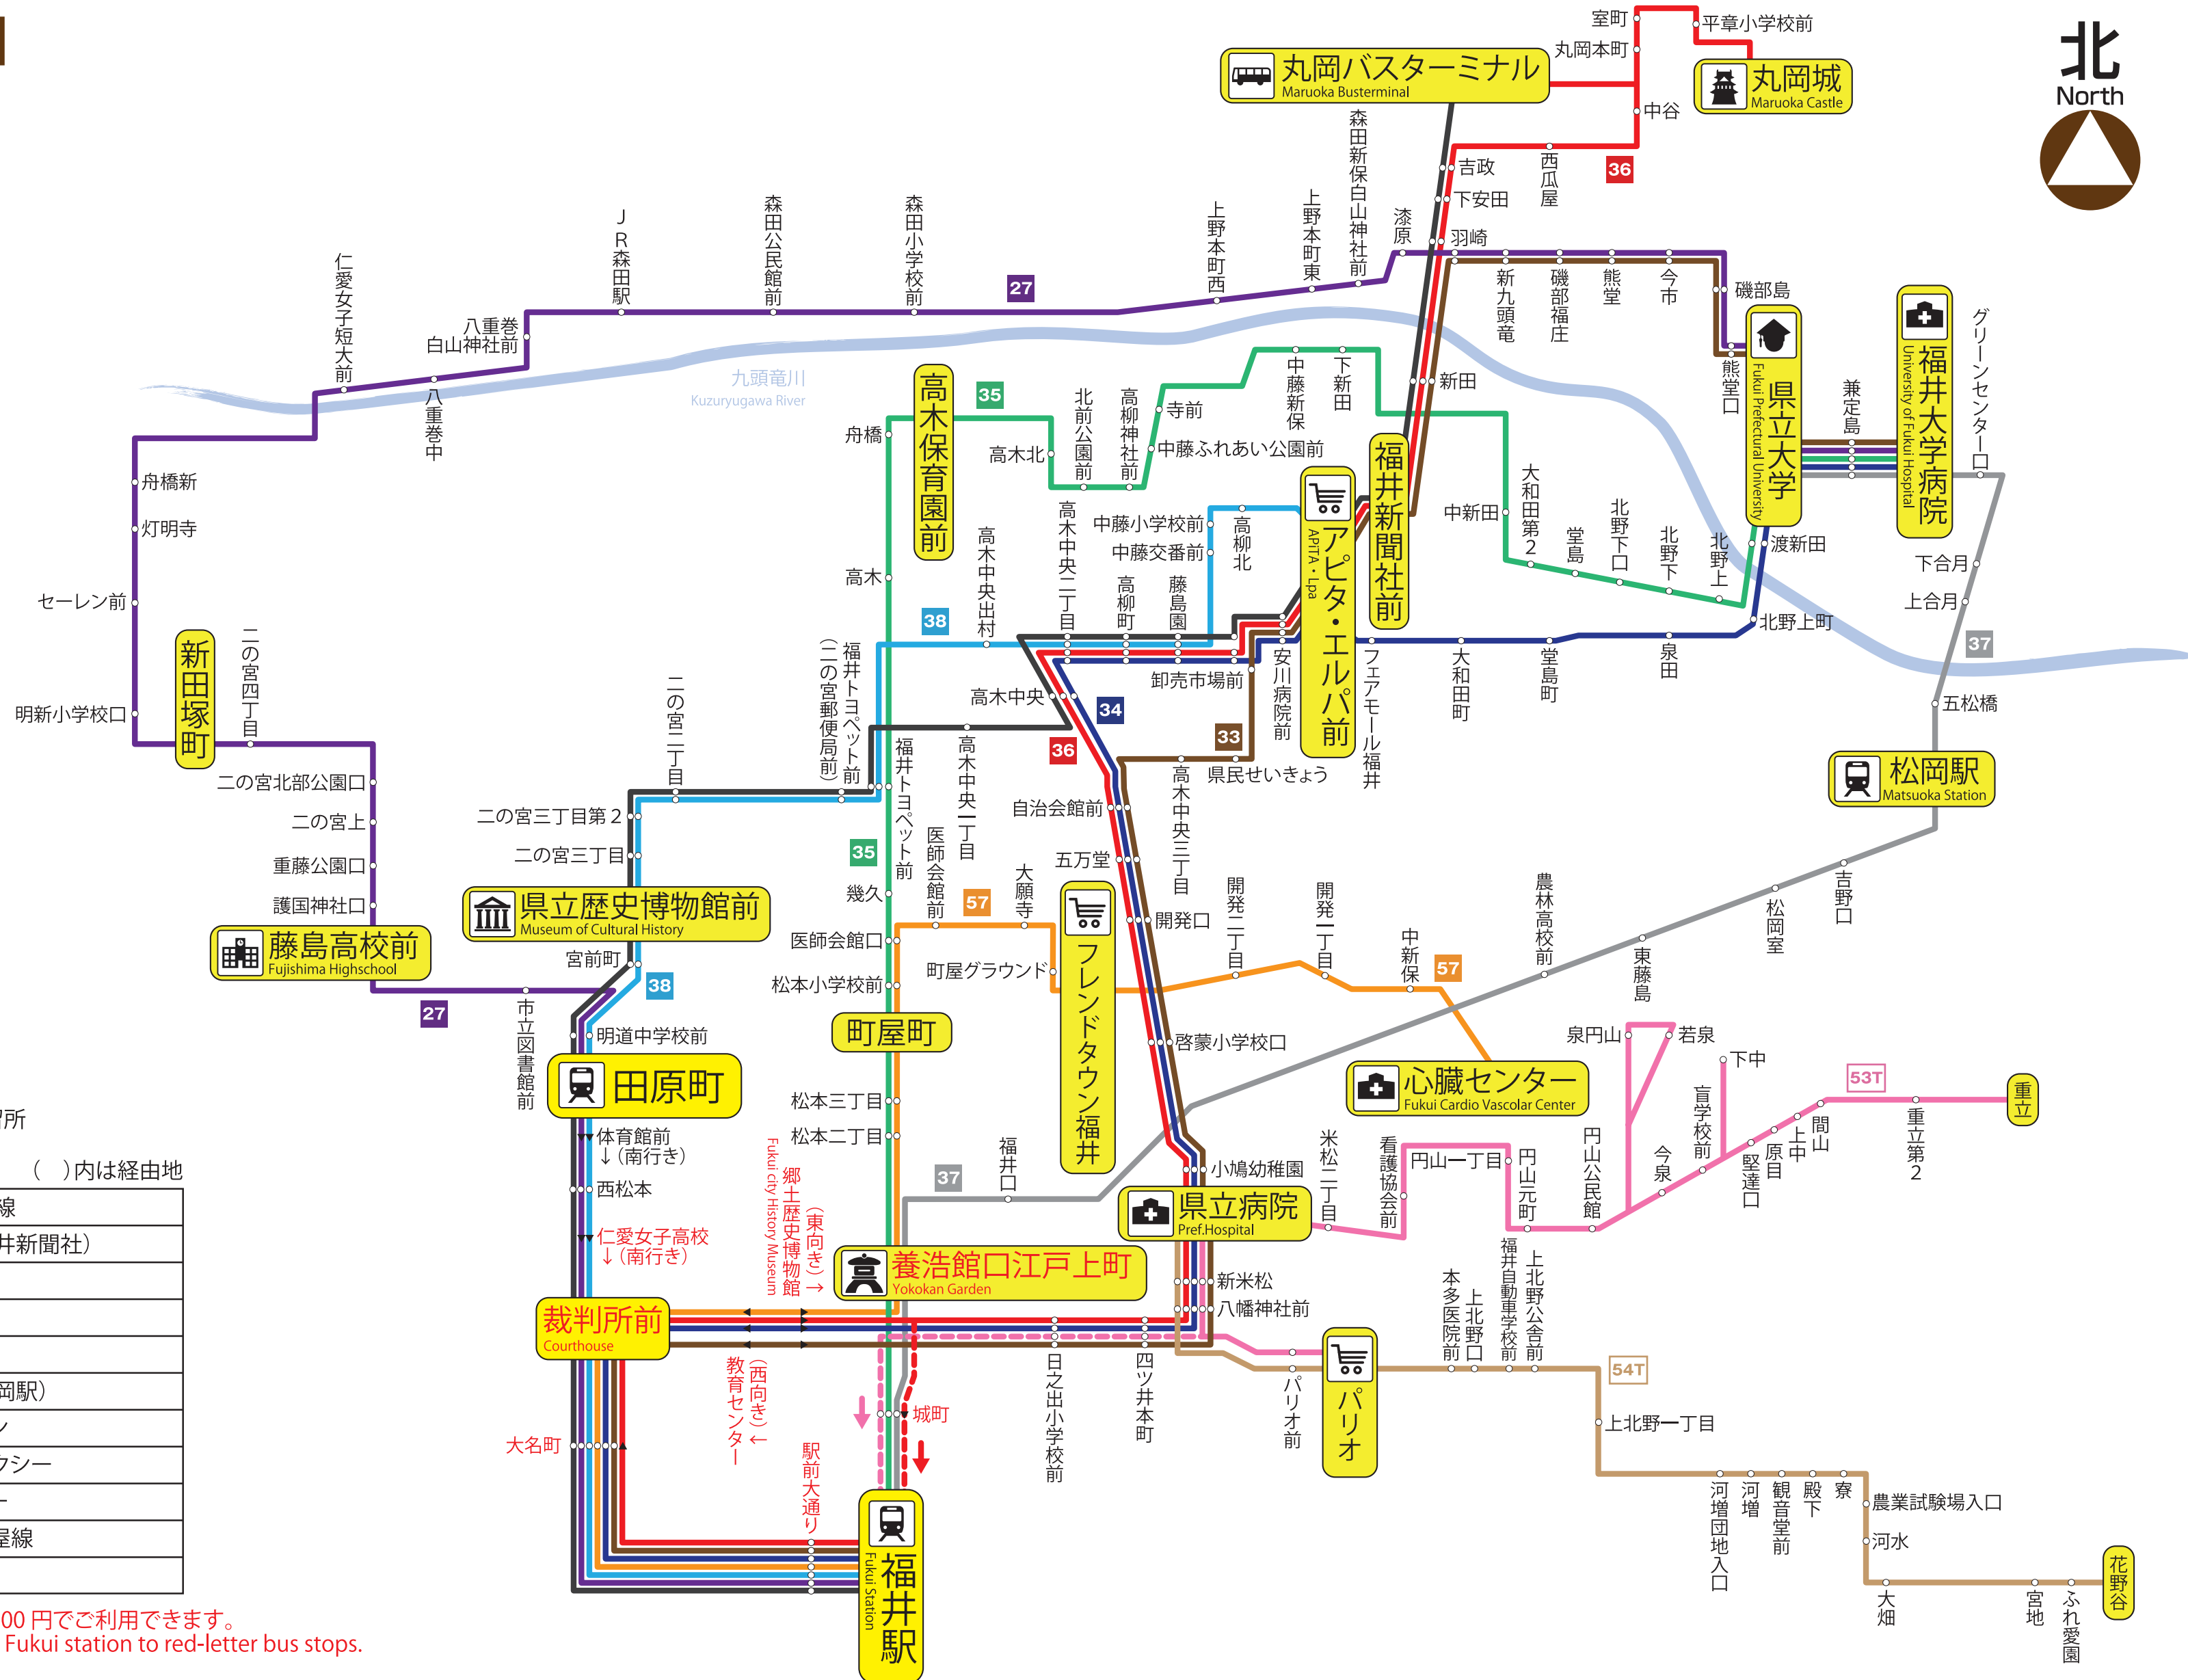 北
North
室町
平章小学校前
丸岡本町
丸岡バスターミナル
Maruoka Busterminal
丸岡城
Maruoka Castle
中谷
36
吉政
西瓜屋
下安田
森田新保白山神社前
漆原
羽崎
上野本町東
上野本町西
27
森田小学校前
森田公民館前
JR森田駅
仁愛女子短大前
八重巻
白山神社前
八重巻中
九頭竜川
Kuzuryugawa River
新九頭竜
磯部福庄
熊堂
今市
磯部島
熊堂口
県立大学
Fukui Prefectural University
兼定島
福井大学病院
University of Fukui Hospital
グリーンセンター口
新田
下新田
中藤新保
寺前
中藤ふれあい公園前
高柳神社前
北前公園前
高木北
35
高木保育園前
舟橋
高木
舟橋新
灯明寺
セーレン前
明新小学校口
新田塚町
二の宮四丁目
二の宮北部公園口
二の宮上
重藤公園口
護国神社口
藤島高校前
Fujishima Highschool
27
市立図書館前
福井新聞社前
アピタ・エルパ前
APiTA・Lpa
高柳北
中藤小学校前
中藤交番前
高木中央二丁目
高柳町
藤島園
高木中央出村
38
福井トヨペット前
(二の宮郵便局前)
高木中央
卸売市場前
安川病院前
フェアモール福井
大和田町
堂島町
泉田
北野上町
渡新田
中新田
大和田第2
堂島
北野下口
北野下
北野上
下合月
上合月
37
五松橋
松岡駅
Matsuoka Station
34
36
33
県民せいきょう
高木中央三丁目
高木中央一丁目
福井トヨペット前
二の宮二丁目
二の宮三丁目第2
二の宮三丁目
県立歴史博物館前
Museum of Cultural History
宮前町
38
明道中学校前
田原町
35
幾久
医師会館口
松本小学校前
町屋町
松本三丁目
松本二丁目
医師会館前
57
大願寺
町屋グラウンド
自治会館前
五万堂
開発口
フレンドタウン福井
開発二丁目
開発一丁目
中新保
57
農林高校前
東藤島
松岡室
吉野口
啓蒙小学校口
心臓センター
Fukui Cardio Vascolar Center
泉円山
若泉
下中
53T
重立
重立第2
間山
上中
原目
堅達口
盲学校前
今泉
円山公民館
円山元町
円山一丁目
看護協会前
米松二丁目
小鳩幼稚園
県立病院
Pref.Hospital
37
福井口
体育館前
↓(南行き)
西松本
仁愛女子高校
↓(南行き)
(東向き)→
郷土歴史博物館
Fukui city History Museum
養浩館口江戸上町
Yokokan Garden
裁判所前
Courthouse
(西向き)←
教育センター
新米松
八幡神社前
日之出小学校前
四ツ井本町
パリオ前
パリオ
本多医院前
上北野口
福井自動車学校前
上北野公舎前
54T
上北野一丁目
河増団地入口
河増
観音堂前
殿下
寮
農業試験場入口
河水
大畑
宮地
ふれ愛園
花野谷
大名町
駅前大通り
城町
福井駅
Fukui Station
( )内は経由地
井新聞社)
岡駅)
クシー
屋線
00 円でご利用できます。
Fukui station to red-letter bus stops.